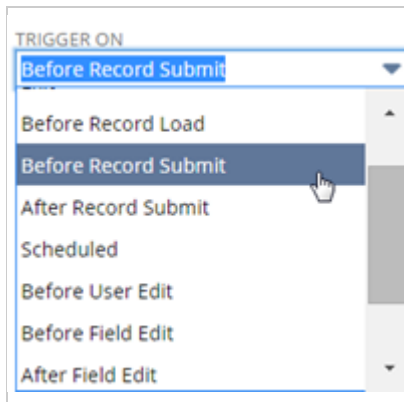 TRIGGER ON
Before Record Submit
Before Record Load
Before Record Submit
After Record Submit
Scheduled
Before User Edit
Before Field Edit
After Field Edit